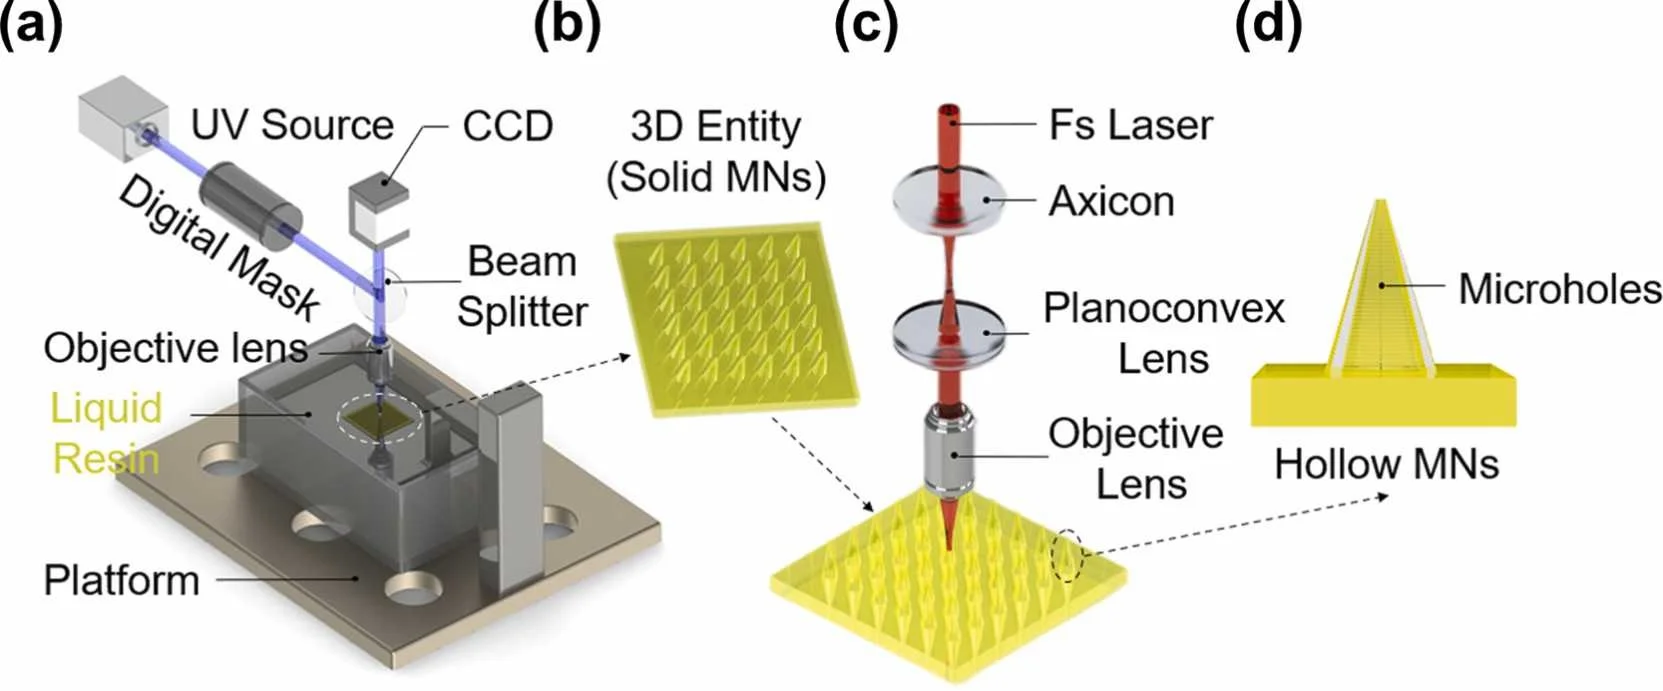 (a)
UV Source
CCD
Digital Mask
Beam
Splitter
Objective lens
Liquid
Resin
Platform
(b)
3D Entity
(Solid MNs)
(c)
Fs Laser
Axicon
Planoconvex
Lens
Objective
Lens
(d)
Microholes
Hollow MNs